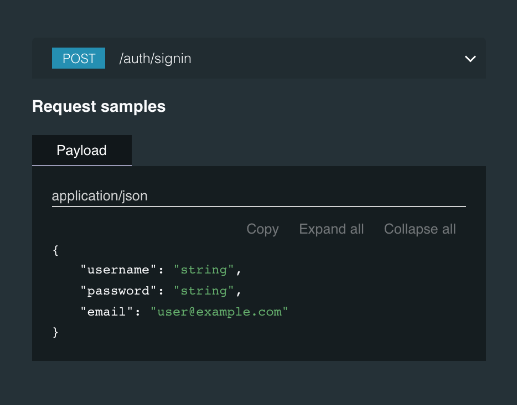 POST /auth/signin
Request samples
Payload
application/json
Copy Expand all Collapse all
{
    "username": "string",
    "password": "string",
    "email": "user@example.com"
}